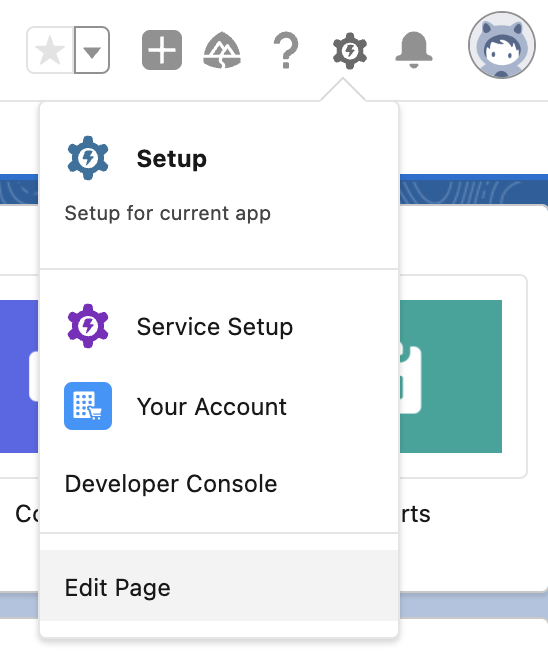 Setup
Setup for current app
Service Setup
Your Account
Developer Console
Co
rts
Edit Page